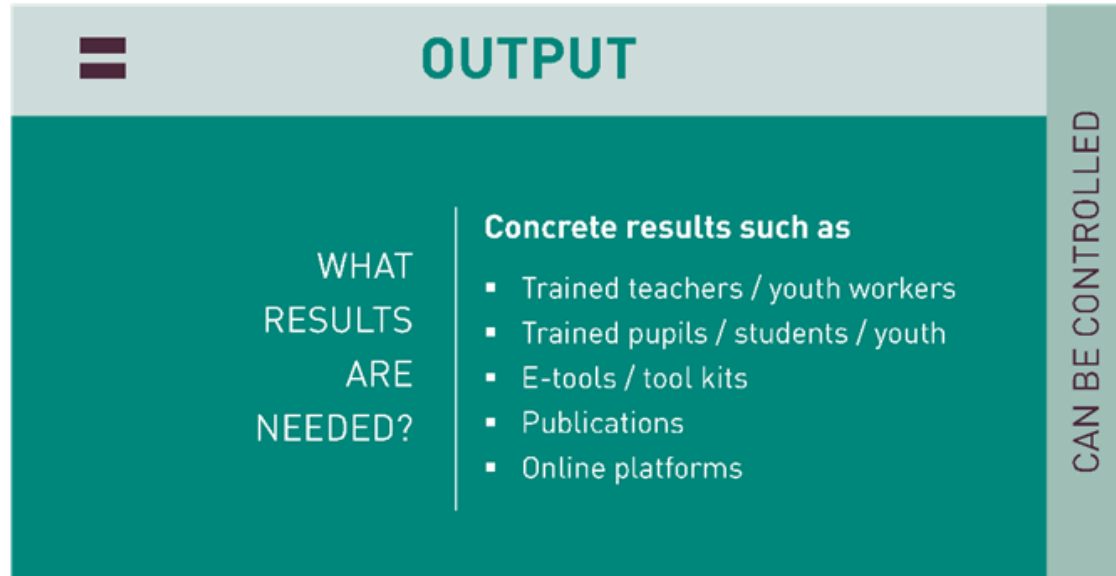 = OUTPUT
WHAT
RESULTS
ARE
NEEDED?
Concrete results such as
▪ Trained teachers / youth workers
▪ Trained pupils / students / youth
▪ E-tools / tool kits
▪ Publications
▪ Online platforms
CAN BE CONTROLLED